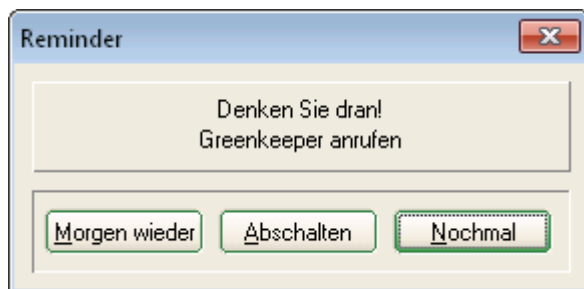 Reminder
Denken Sie dran!
Greenkeeper anrufen
Morgen wieder
Abschalten
Nochmal